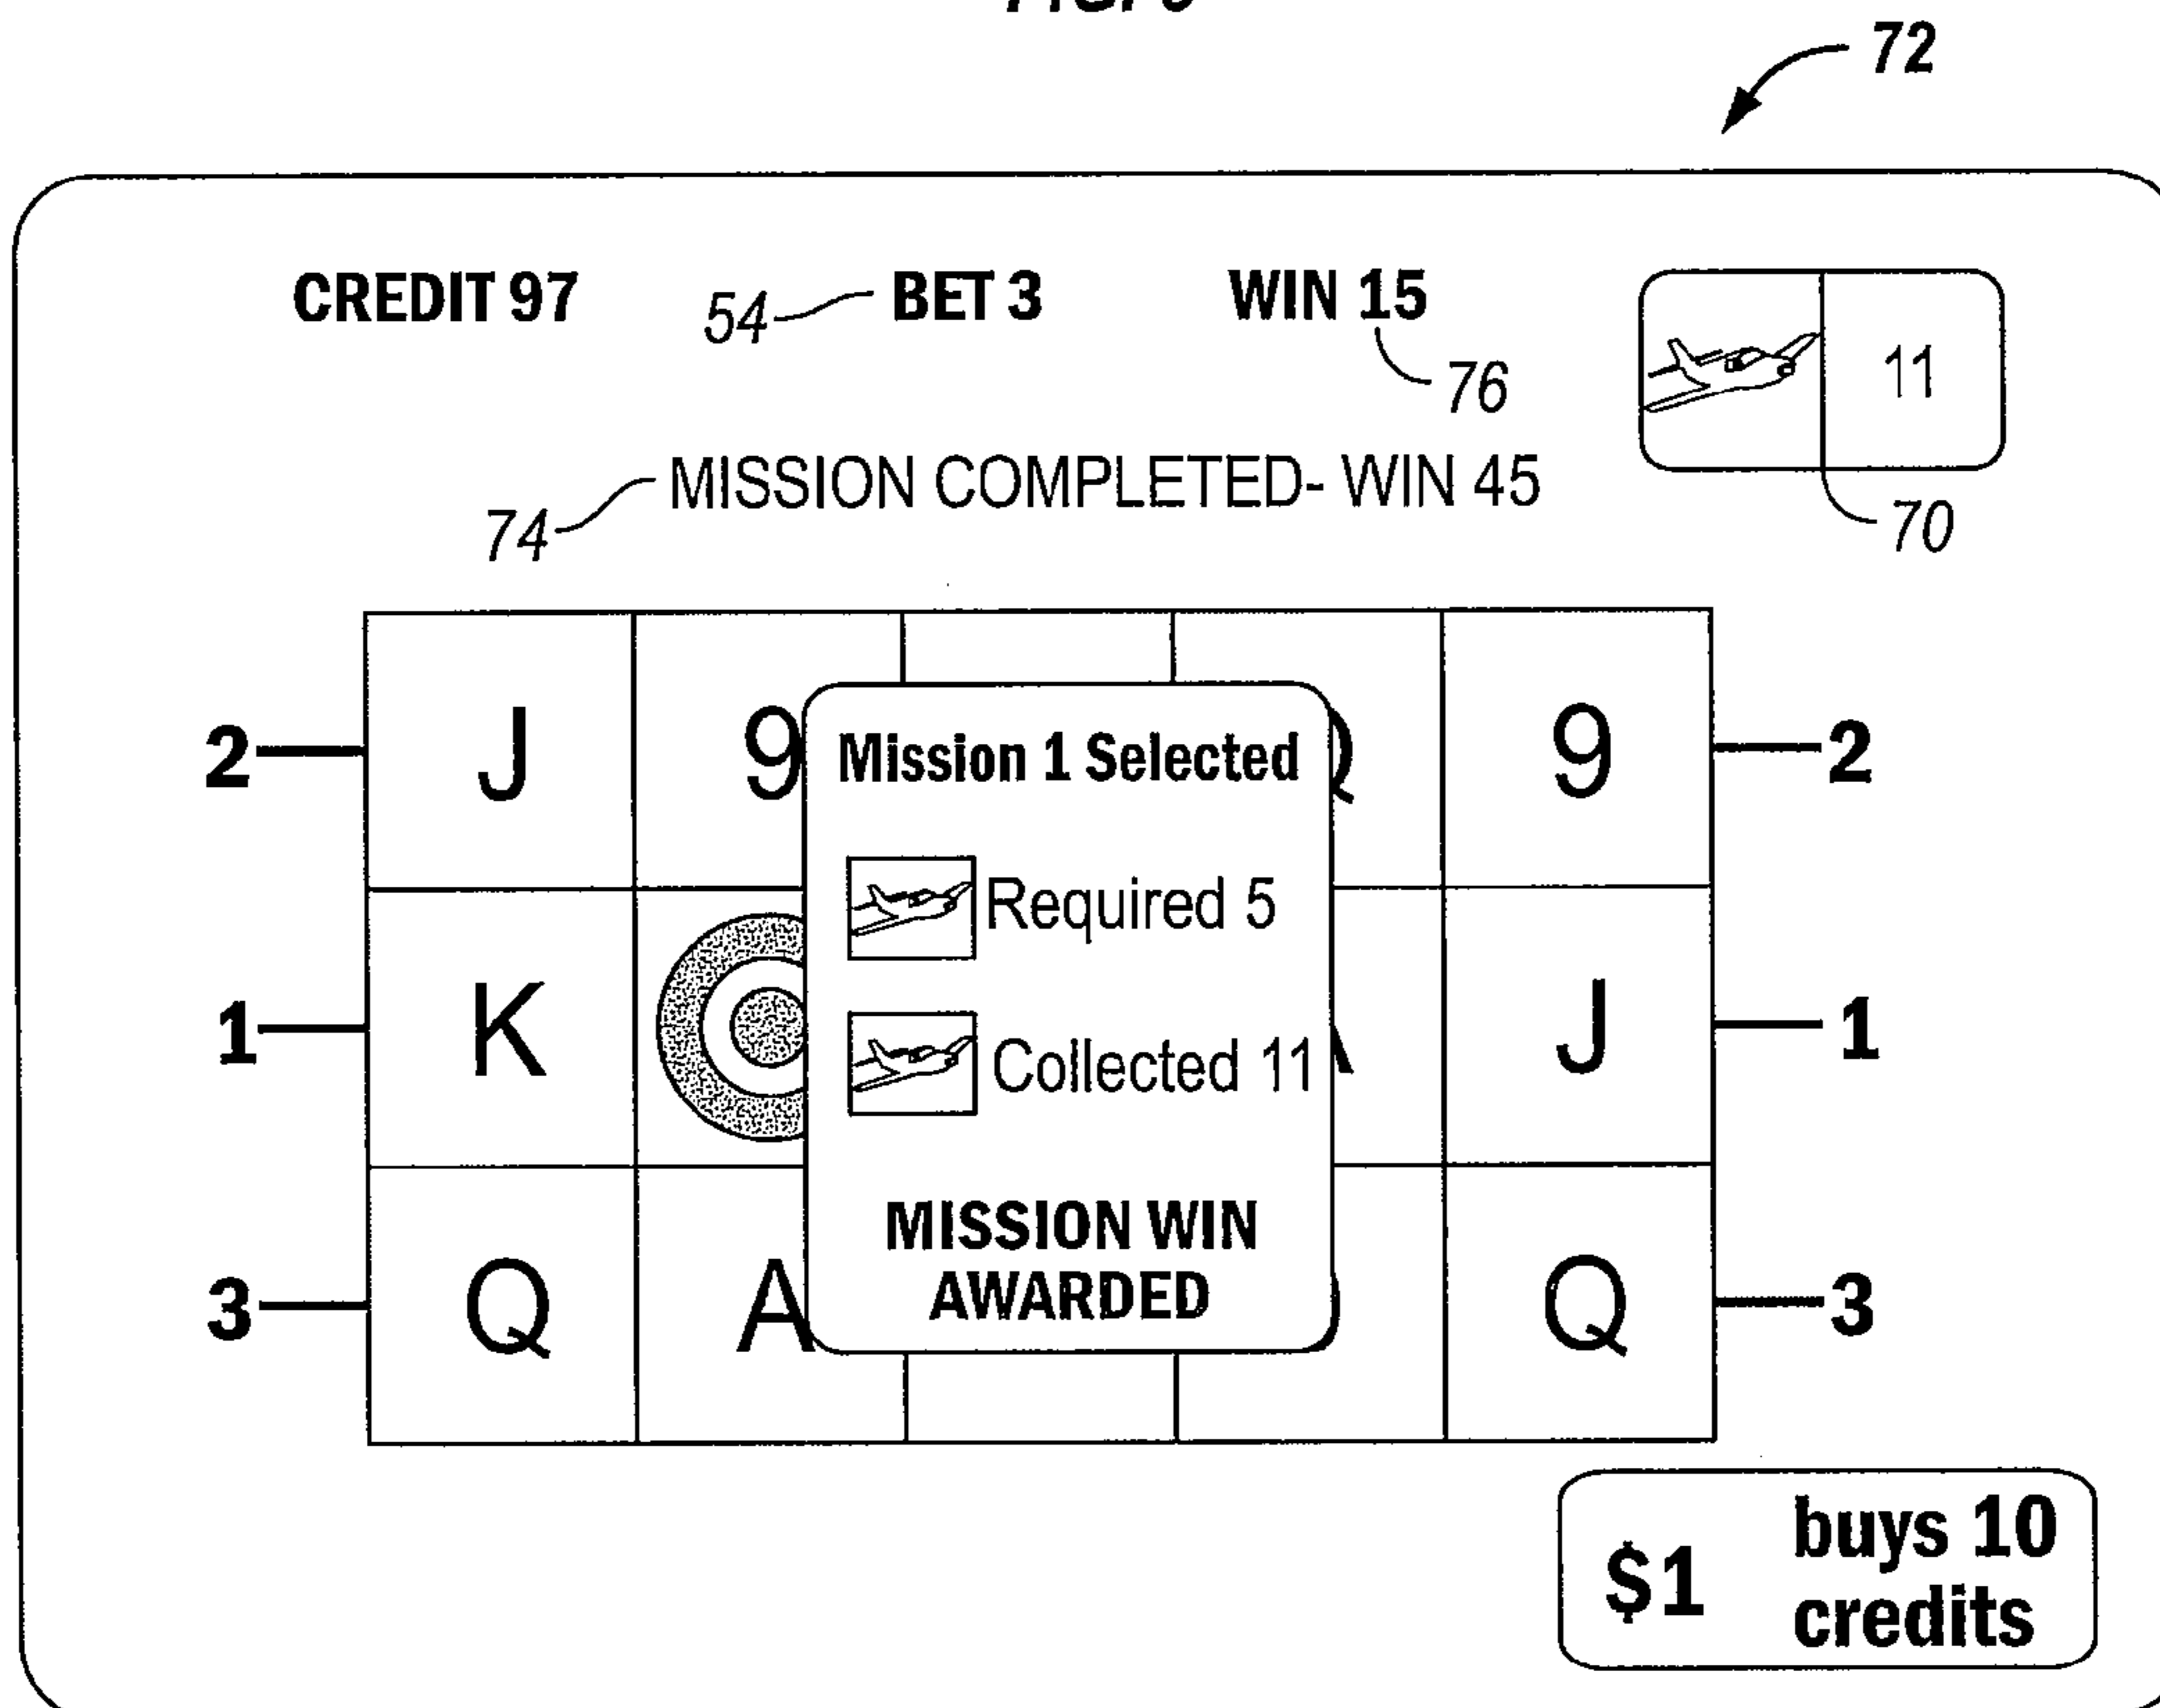 72
CREDIT 97 54 BET 3 WIN 15
76
11
MISSION COMPLETED- WIN 45
74 70
2 J 9 9 2
Mission 1 Selected
Required 5
1 K J 1
Collected 11
3 Q A Q 3
MISSION WIN
AWARDED
$1 buys 10
credits